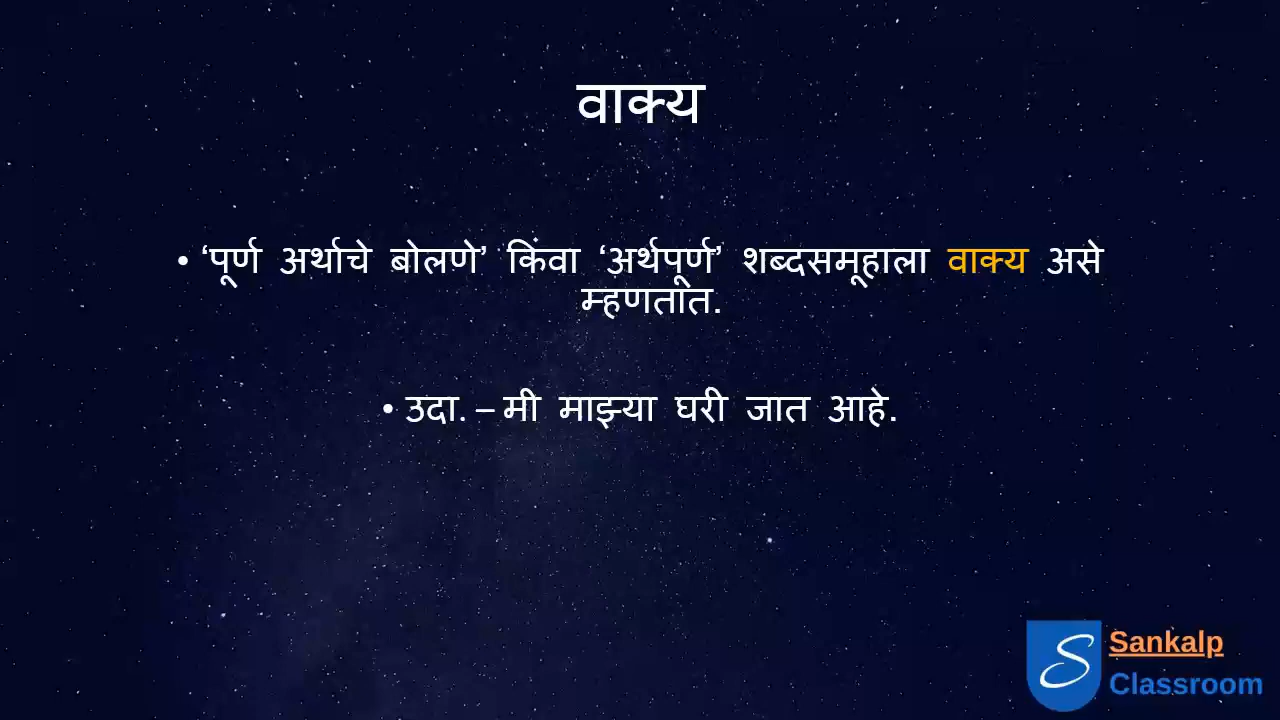 वाक्य
• ‘पूर्ण अर्थाचे बोलणे’ किंवा ‘अर्थपूर्ण’ शब्दसमूहाला वाक्य असे
म्हणतात.
• उदा. – मी माझ्या घरी जात आहे.
Sankalp
Classroom